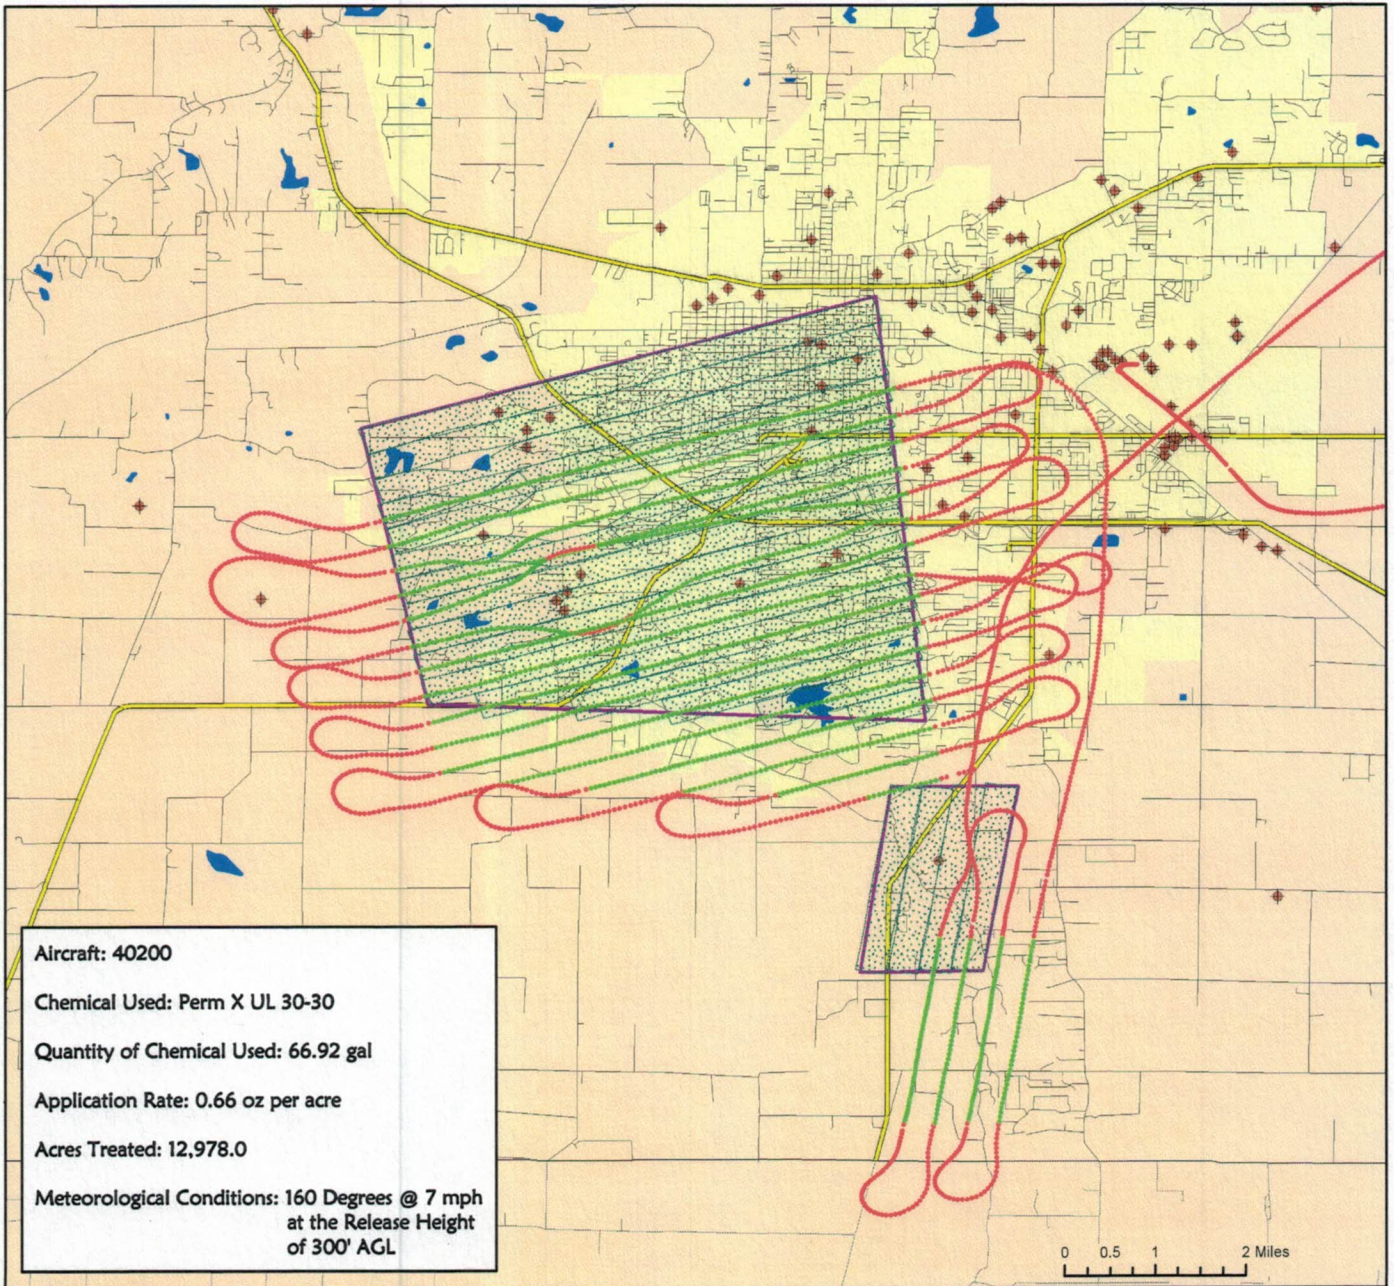 Aircraft: 40200
Chemical Used: Perm X UL 30-30
Quantity of Chemical Used: 66.92 gal
Application Rate: 0.66 oz per acre
Acres Treated: 12,978.0
Meteorological Conditions: 160 Degrees @ 7 mph
at the Release Height
of 300' AGL
0 0.5 1 2 Miles